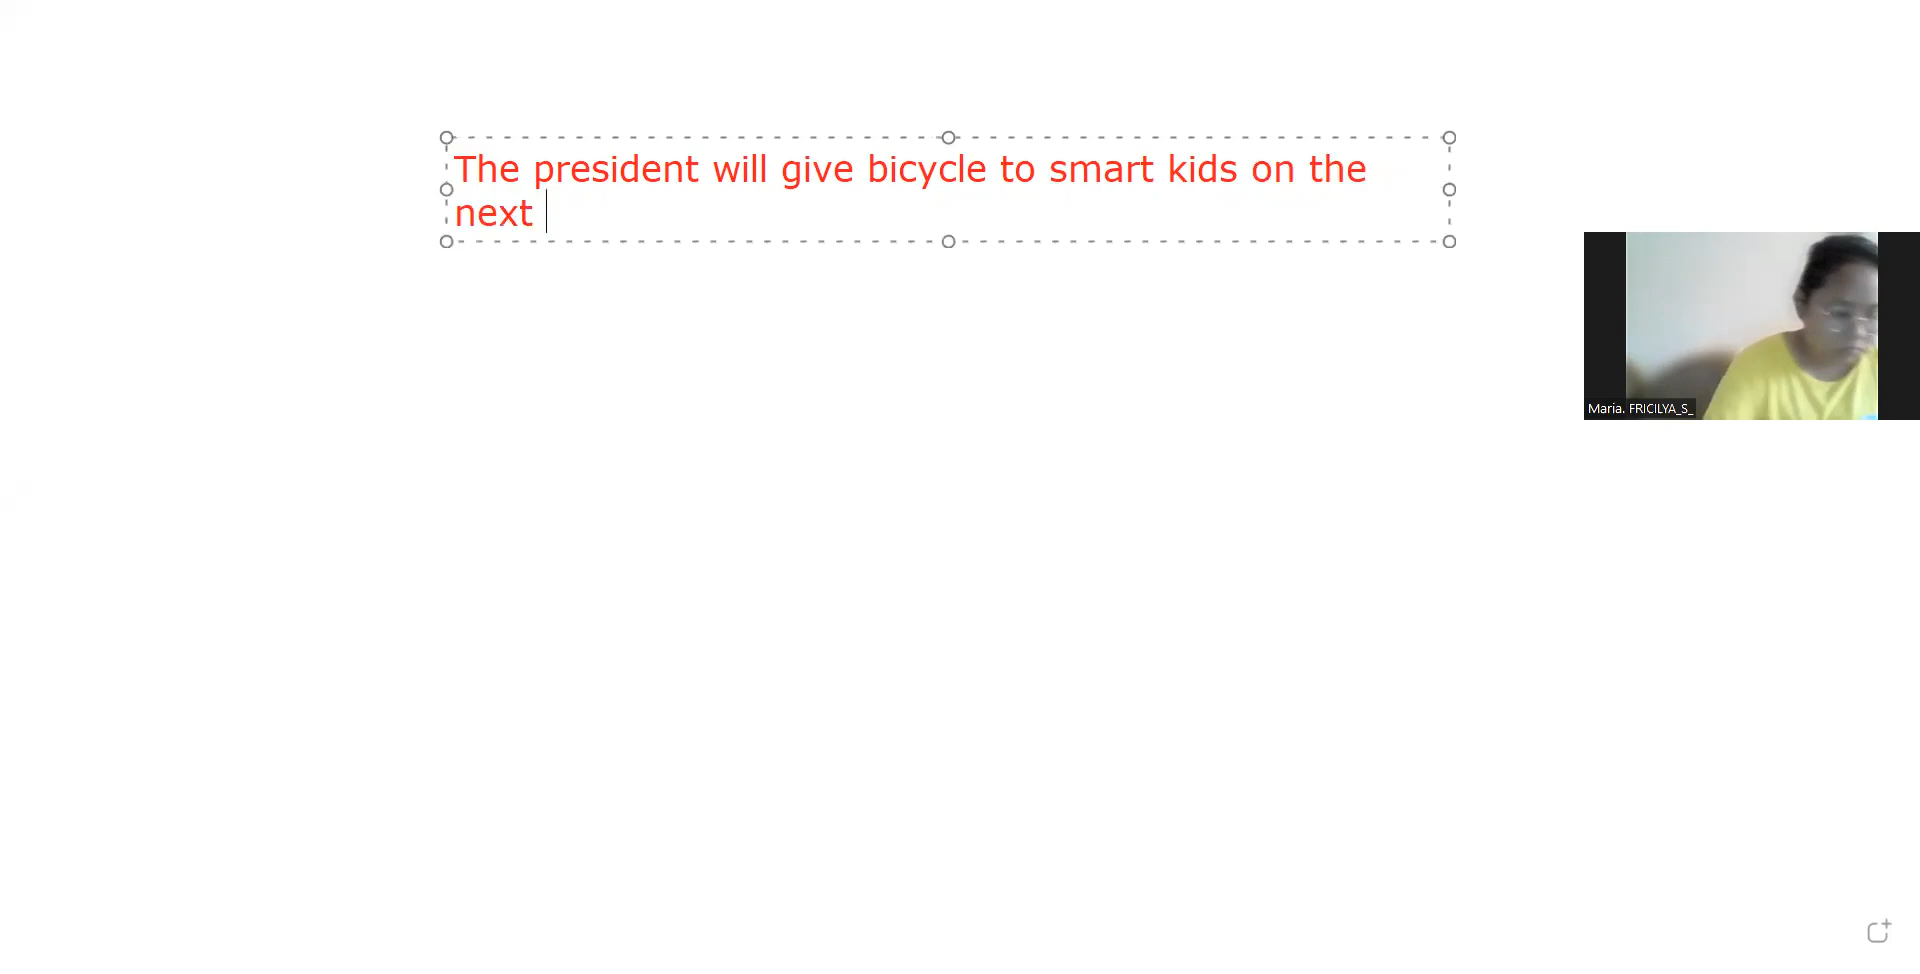 The president will give bicycle to smart kids on the
next
Maria. FRICILYA_S_